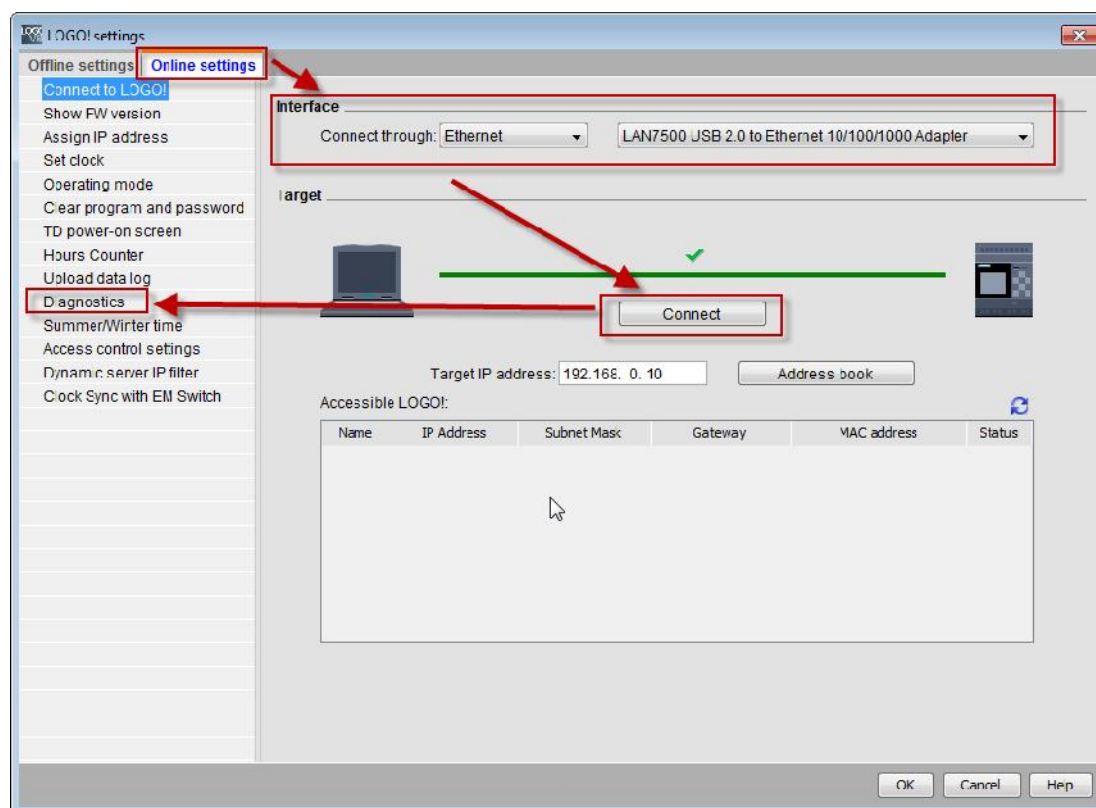 LOGO! settings
Offline settings Online settings
Connect to LOGO!
Show FW version
Assign IP address
Set clock
Operating mode
Clear program and password
TD power-on screen
Hours Counter
Upload data log
Diagnostics
Summer/Winter time
Access control settings
Dynamic server IP filter
Clock Sync with EM Switch
Interface
Connect through: Ethernet LAN7500 USB 2.0 to Ethernet 10/100/1000 Adapter
Target
Connect
Target IP address: 192.168. 0. 10 Address book
Accessible LOGO!:
Name IP Address Subnet Mask Gateway MAC address Status
OK Cancel Help